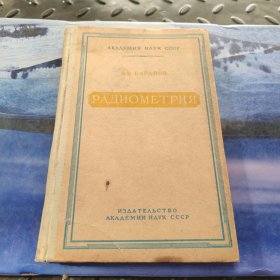 АКАДЕМИЯ НАУК СССР
В.И. БАРАНОВ
РАДИОМЕТРИЯ
ИЗДАТЕЛЬСТВО
АКАДЕМИИ НАУК СССР